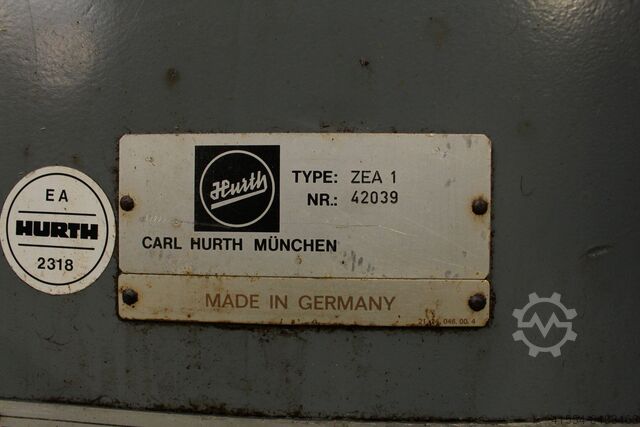 EA
HURTH
2318
Hurth
TYPE: ZEA 1
NR.: 42039
CARL HURTH MÜNCHEN
MADE IN GERMANY